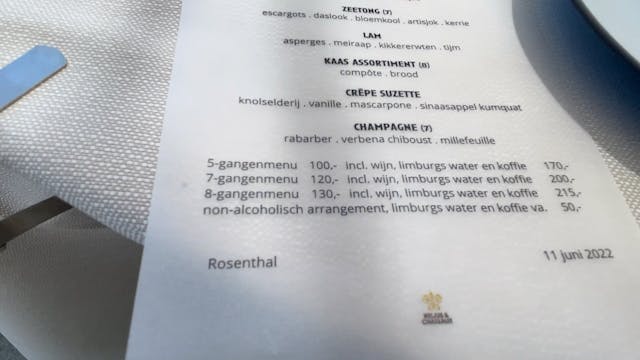 ZEETONG (7)
escargots . daslook . bloemkool . artisjok . kerrie
LAM
asperges . meiraap . kikkererwten . tijm
KAAS ASSORTIMENT (8)
compôte . brood
CRÊPE SUZETTE
knolselderij . vanille . mascarpone . sinaasappel kumquat
CHAMPAGNE (7)
rabarber . verbena chiboust . millefeuille
5-gangenmenu 100,- incl. wijn, limburgs water en koffie 170,-
7-gangenmenu 120,- incl. wijn, limburgs water en koffie 200,-
8-gangenmenu 130,- incl. wijn, limburgs water en koffie 215,-
non-alcoholisch arrangement, limburgs water en koffie va. 50,-
Rosenthal 11 juni 2022
RELAIS &
CHATEAUX